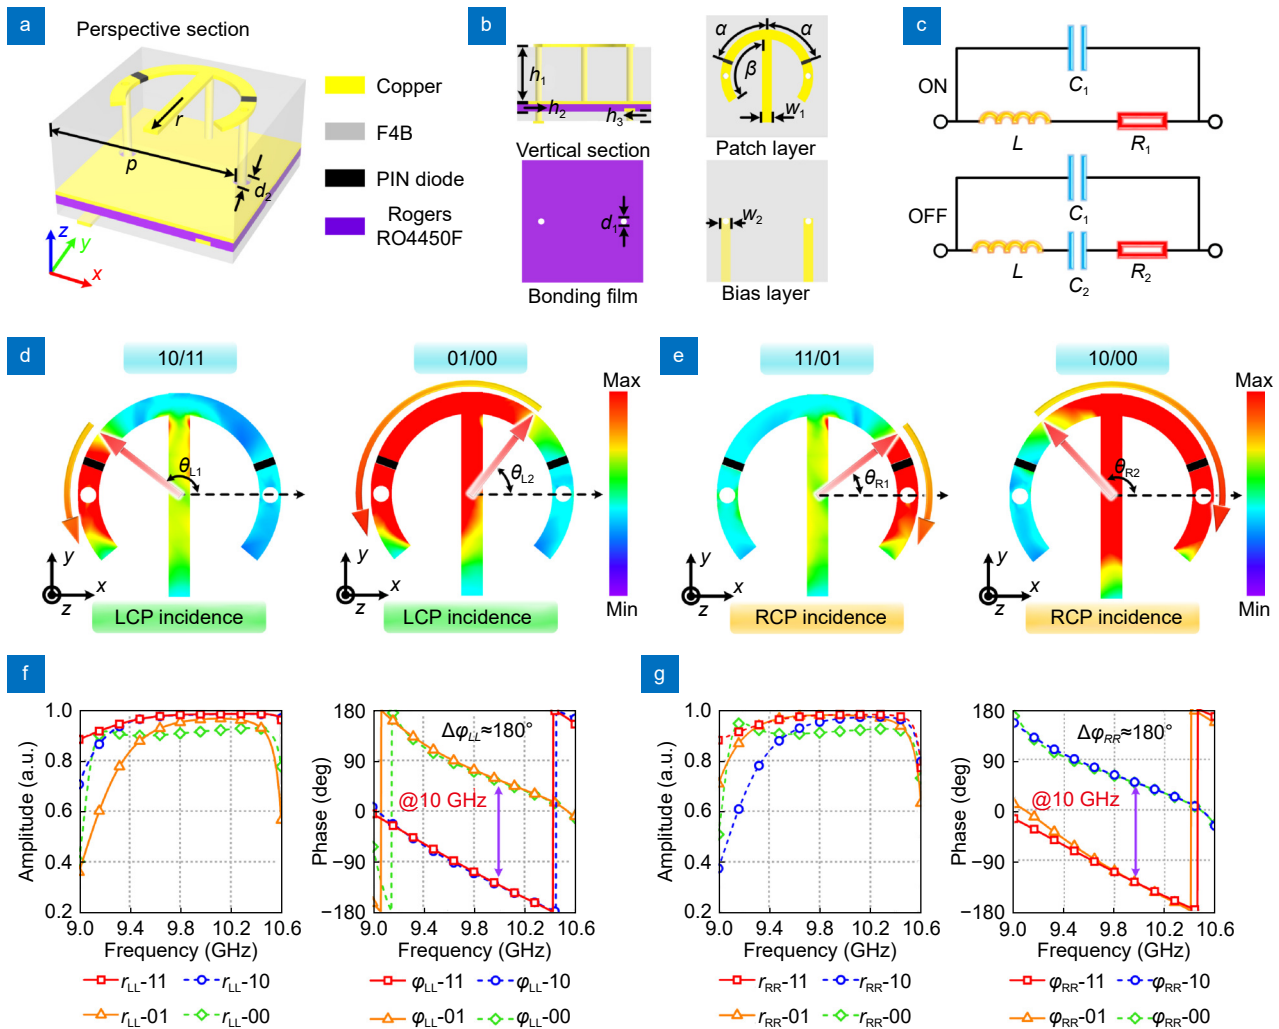 a
Perspective section
r
p
d2
z
y
x
Copper
F4B
PIN diode
Rogers
RO4450F
b
h1
h2
h3
Vertical section
α
α
β
w1
Patch layer
d1
Bonding film
w2
Bias layer
c
ON
C1
L
R1
OFF
C1
L
C2
R2
d
10/11
θL1
y
x
z
LCP incidence
01/00
θL2
y
x
z
LCP incidence
Max
Min
e
11/01
θR1
y
x
z
RCP incidence
10/00
θR2
y
x
z
RCP incidence
Max
Min
f
Amplitude (a.u.)
1.0
0.8
0.6
0.4
0.2
9.0 9.4 9.8 10.2 10.6
Frequency (GHz)
rLL-11 rLL-10
rLL-01 rLL-00
Phase (deg)
180
90
0
−90
−180
ΔφLL≈180°
@10 GHz
9.0 9.4 9.8 10.2 10.6
Frequency (GHz)
φLL-11 φLL-10
φLL-01 φLL-00
g
Amplitude (a.u.)
1.0
0.8
0.6
0.4
0.2
9.0 9.4 9.8 10.2 10.6
Frequency (GHz)
rRR-11 rRR-10
rRR-01 rRR-00
Phase (deg)
180
90
0
−90
−180
ΔφRR≈180°
@10 GHz
9.0 9.4 9.8 10.2 10.6
Frequency (GHz)
φRR-11 φRR-10
φRR-01 φRR-00